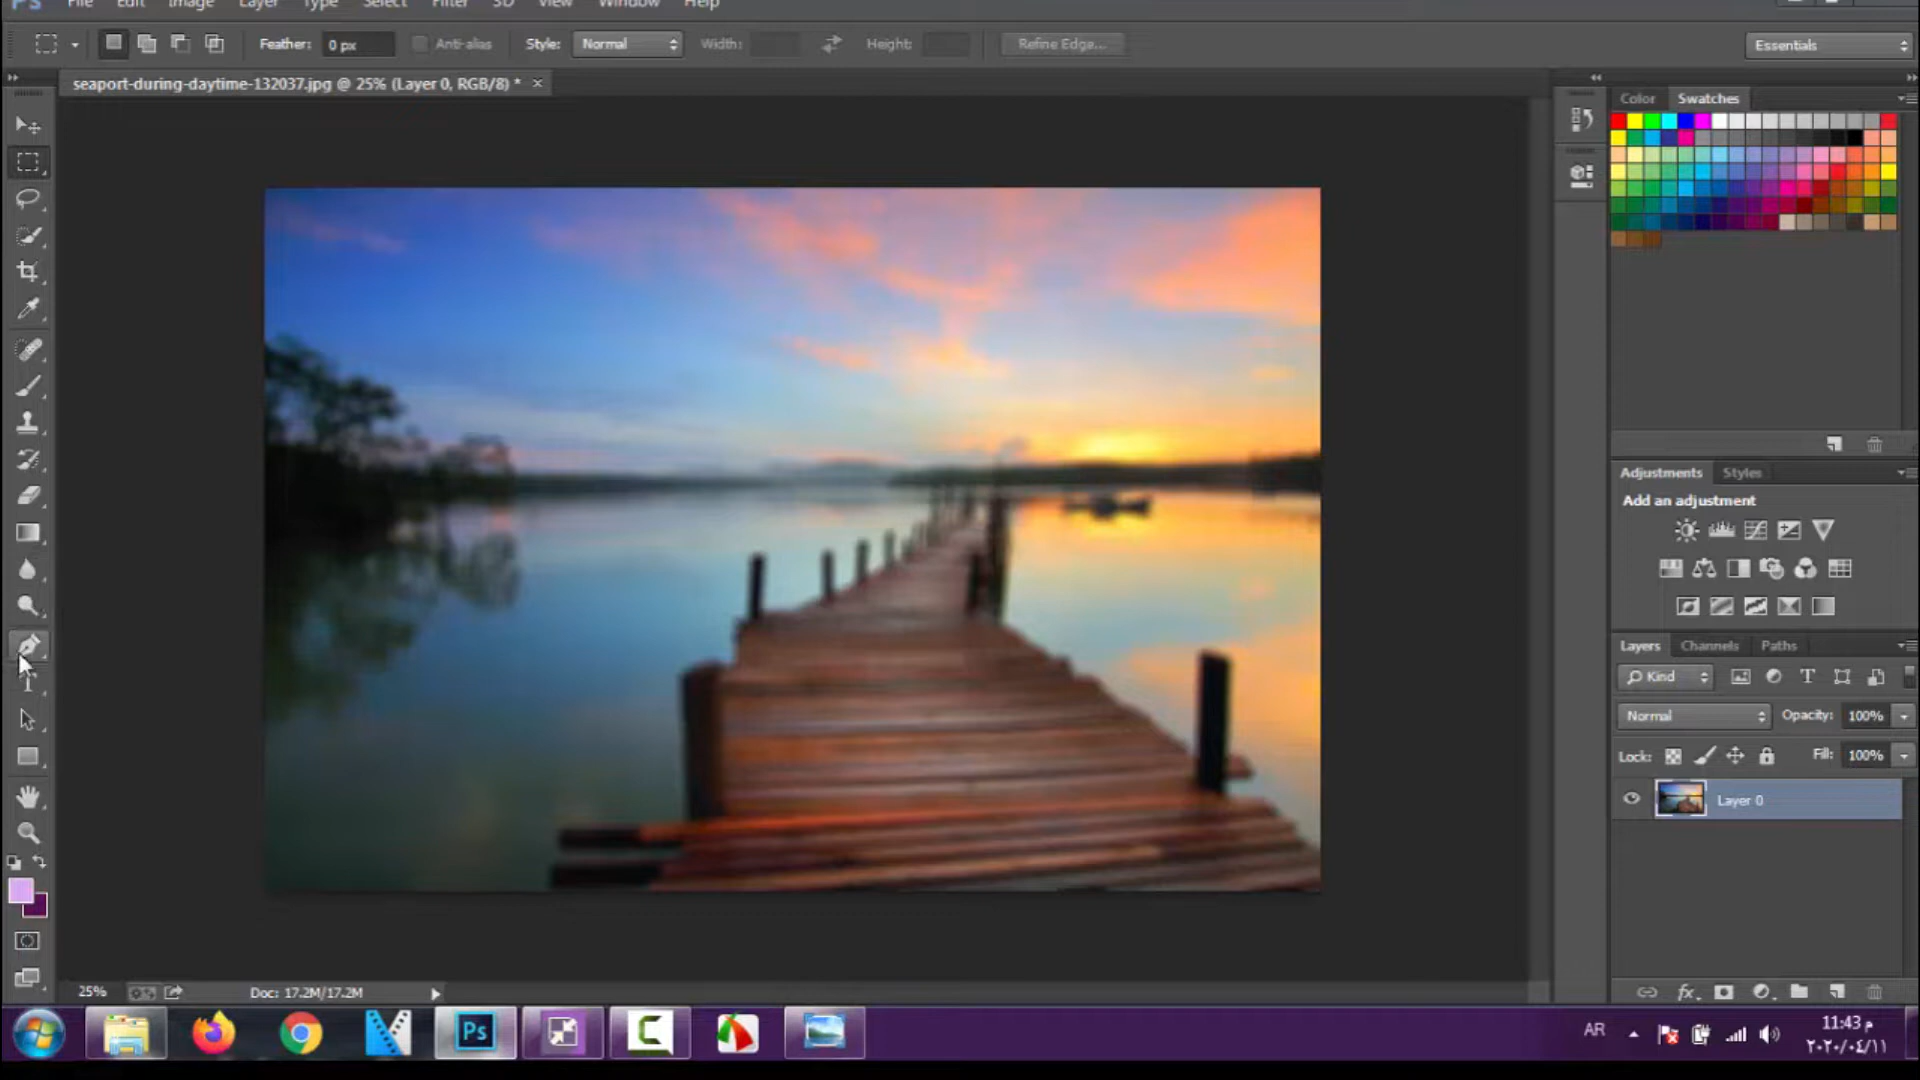 Ps File Edit Image Layer Type Select Filter 3D View Window Help
Feather: 0 px Anti-alias Style: Normal Width: Height: Refine Edge... Essentials
seaport-during-daytime-132037.jpg @ 25% (Layer 0, RGB/8) * ×
Color Swatches
Adjustments Styles
Add an adjustment
Layers Channels Paths
Kind
Normal Opacity: 100%
Lock: Fill: 100%
Layer 0
25% Doc: 17.2M/17.2M
Ps
AR
11:43 م
٢٠٢٠/٠٤/١١